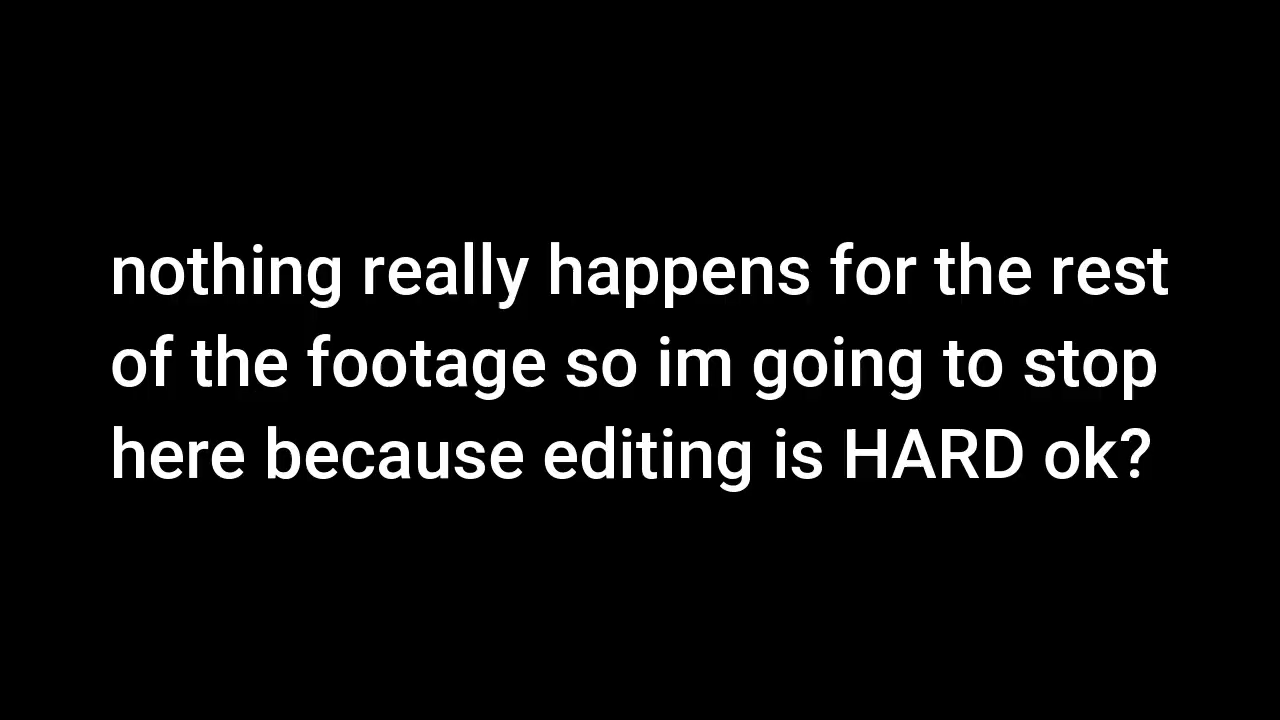 nothing really happens for the rest
of the footage so im going to stop
here because editing is HARD ok?